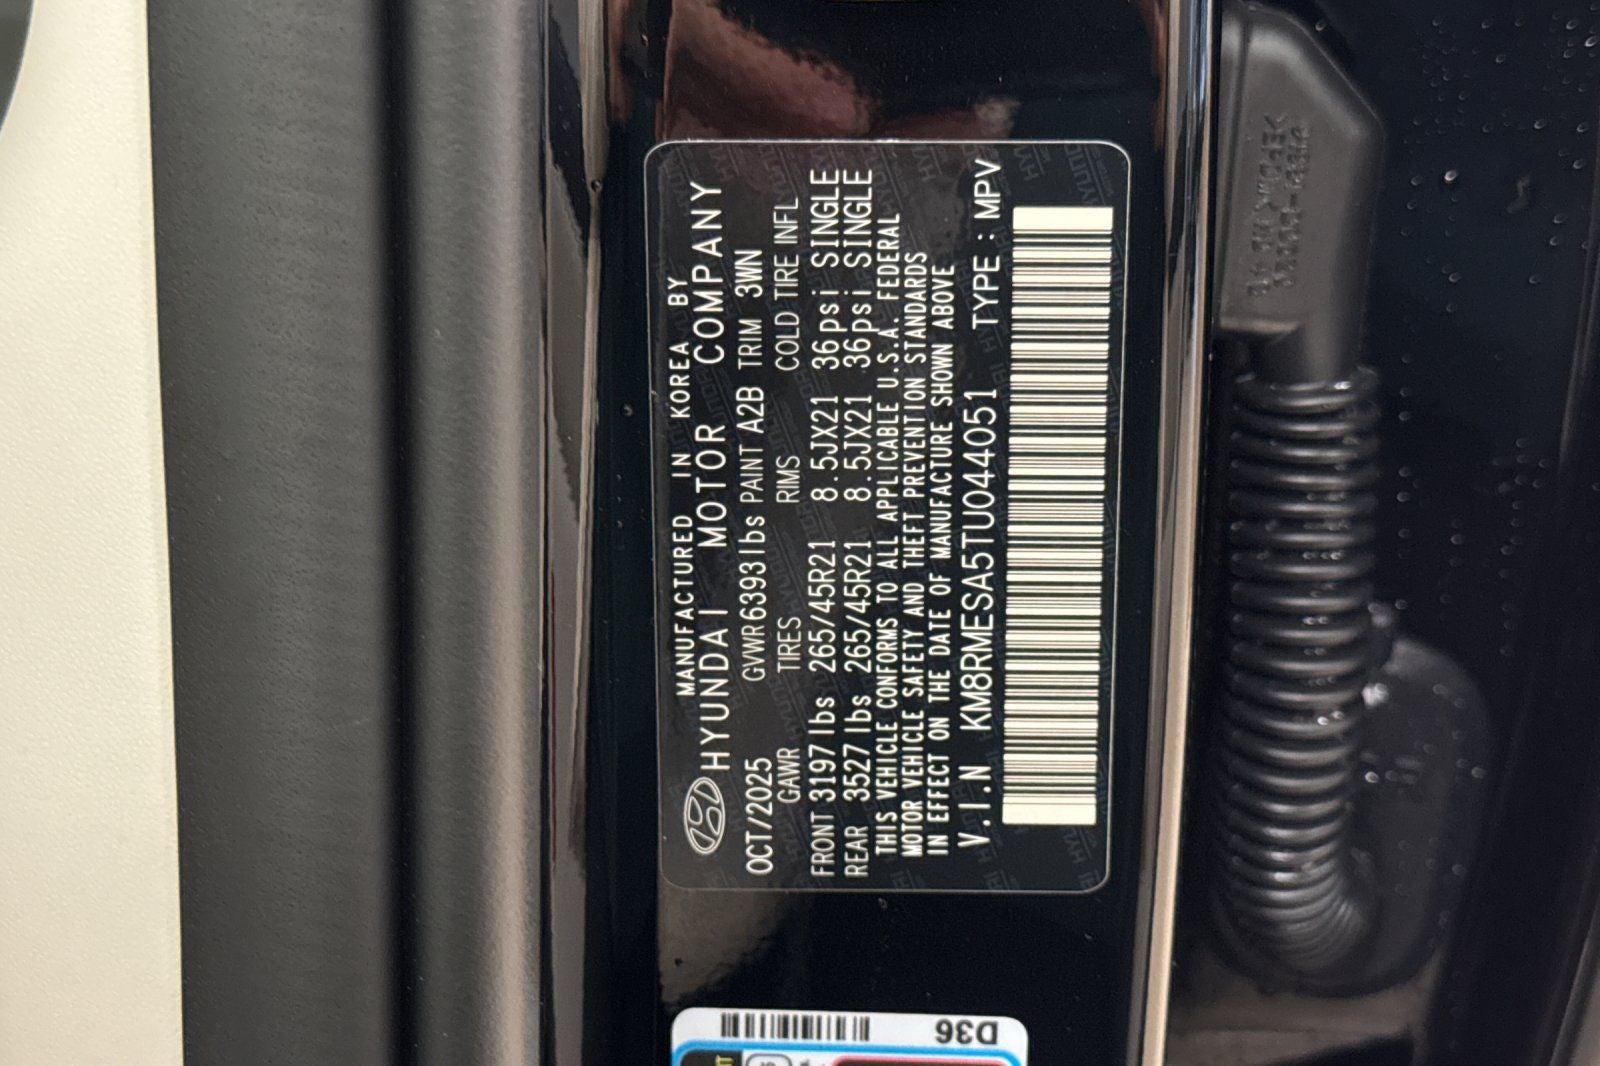 MANUFACTURED IN KOREA BY
HYUNDAI MOTOR COMPANY
OCT/2025 GVWR 6393lbs PAINT A2B TRIM 3WN
GAWR TIRES RIMS COLD TIRE INFL
FRONT 3197lbs 265/45R21 8.5JX21 36psi SINGLE
REAR 3527lbs 265/45R21 8.5JX21 36psi SINGLE
THIS VEHICLE CONFORMS TO ALL APPLICABLE U.S.A. FEDERAL
MOTOR VEHICLE SAFETY AND THEFT PREVENTION STANDARDS
IN EFFECT ON THE DATE OF MANUFACTURE SHOWN ABOVE
V.I.N KM8RMESA5TU044051 TYPE : MPV
D36